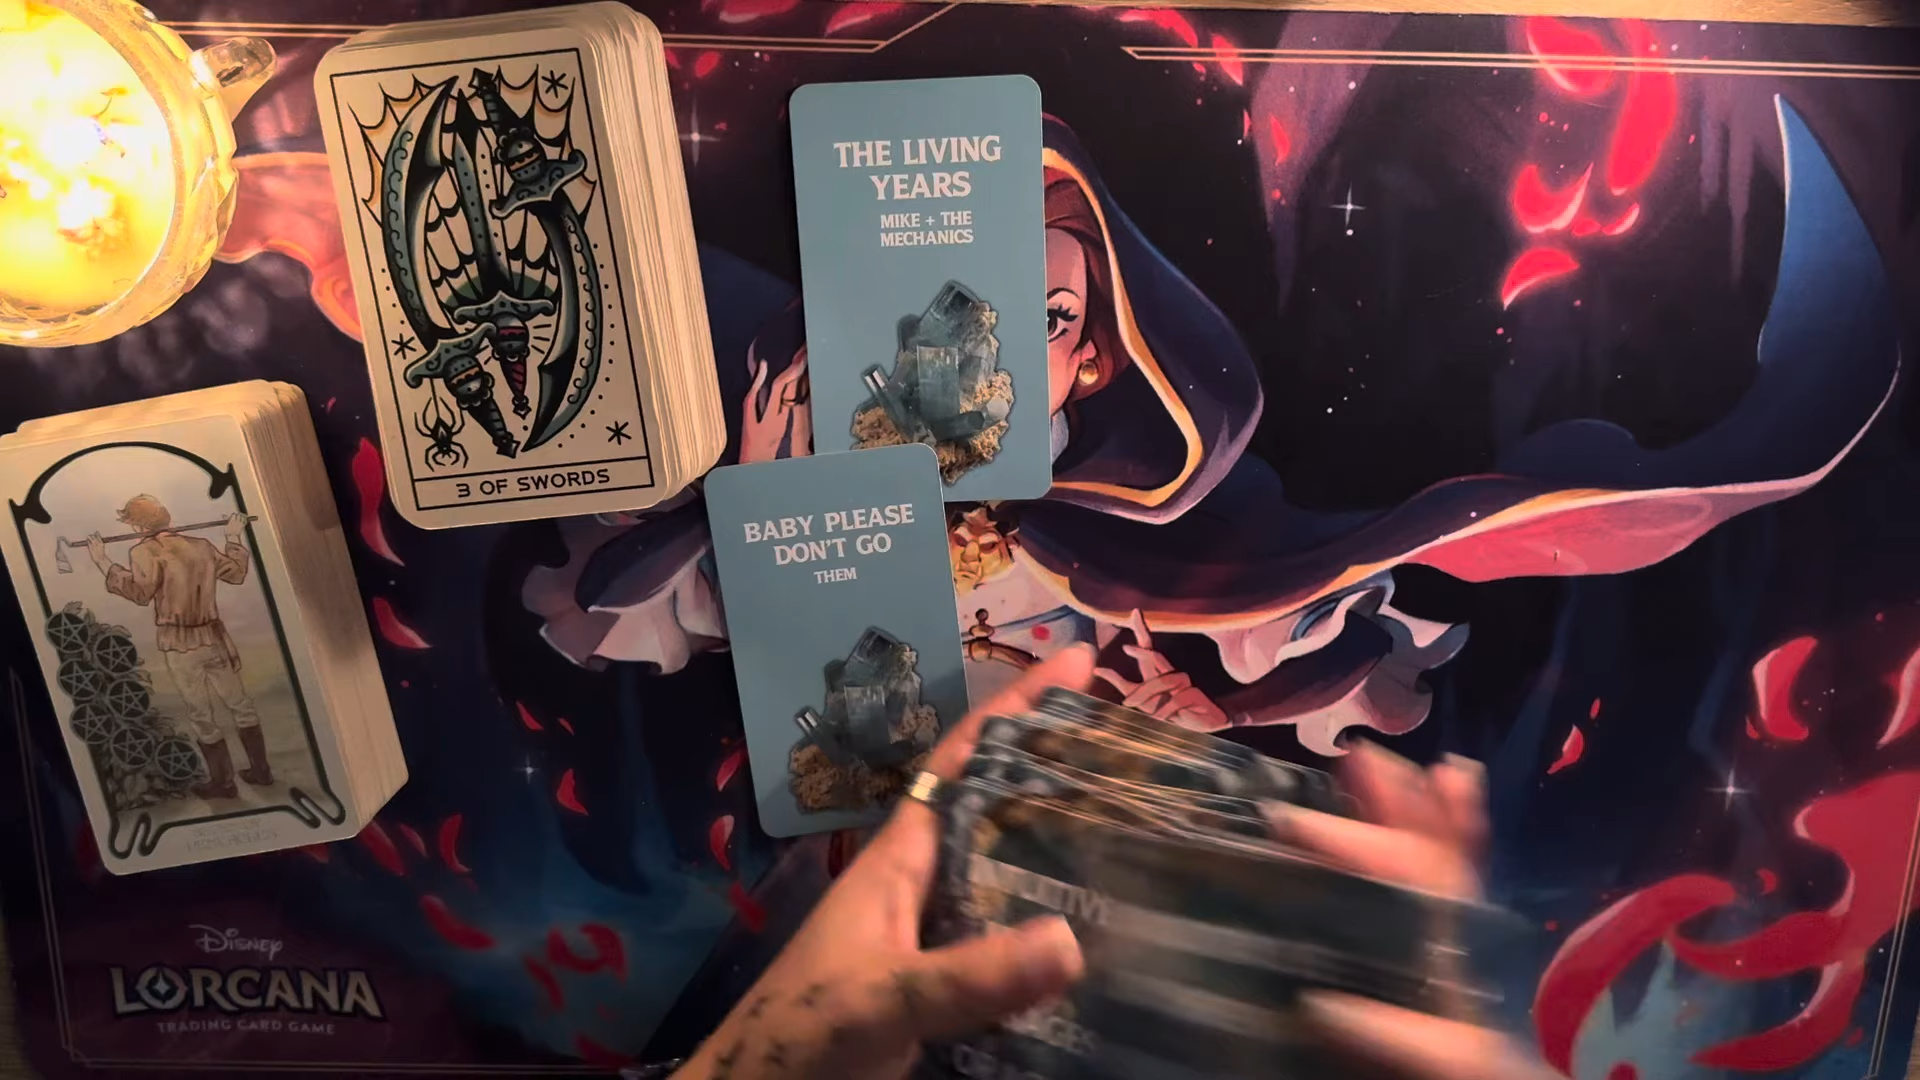 3 OF SWORDS
THE LIVING
YEARS
MIKE + THE
MECHANICS
BABY PLEASE
DON'T GO
THEM
Disney
LORCANA
TRADING CARD GAME